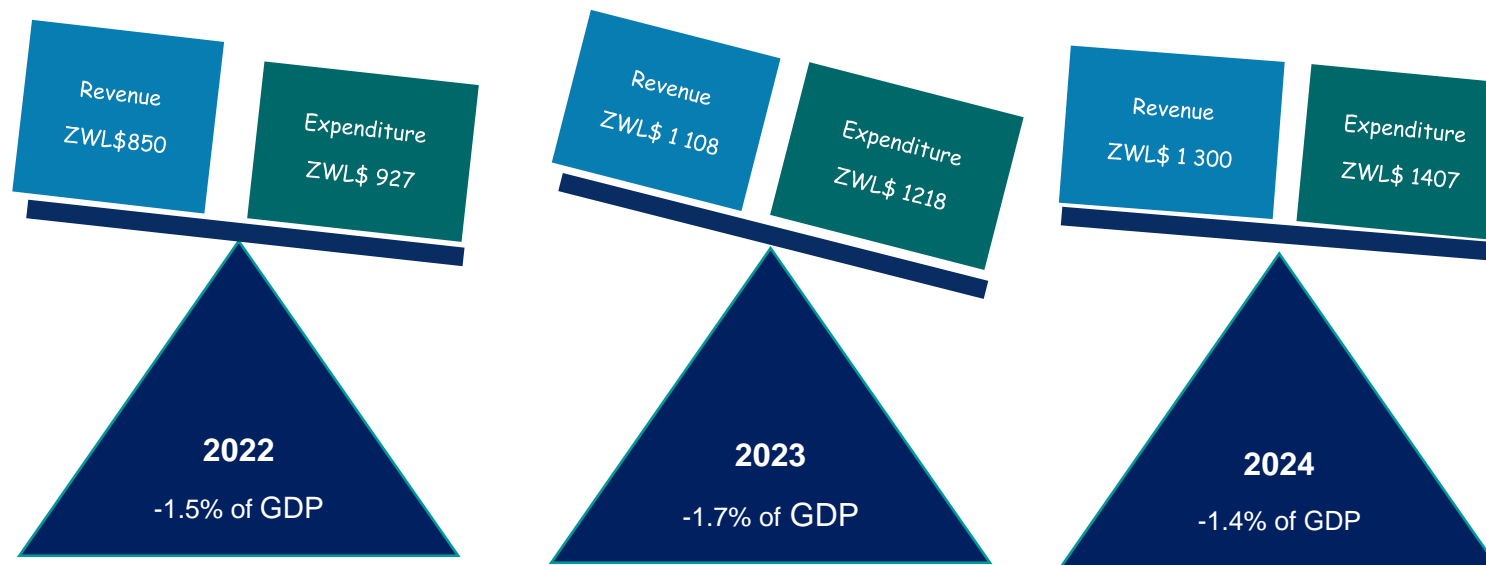 Revenue
ZWL$850
Expenditure
ZWL$ 927
2022
-1.5% of GDP
Revenue
ZWL$ 1 108
Expenditure
ZWL$ 1218
2023
-1.7% of GDP
Revenue
ZWL$ 1 300
Expenditure
ZWL$ 1407
2024
-1.4% of GDP